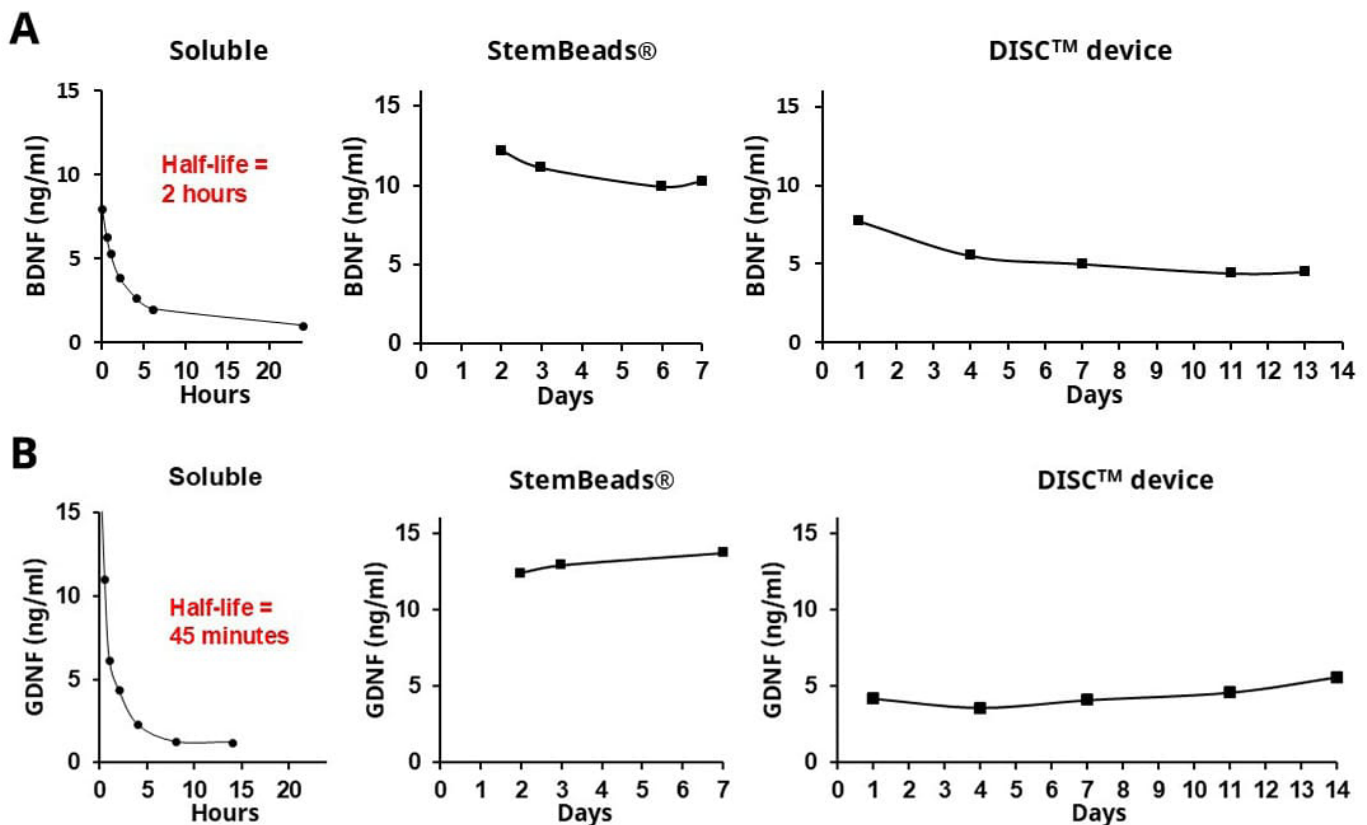 A
Soluble
15
10
5
0
BDNF (ng/ml)
Half-life =
2 hours
0 5 10 15 20
Hours
StemBeads®
15
10
5
0
BDNF (ng/ml)
0 1 2 3 4 5 6 7
Days
DISC™ device
15
10
5
0
BDNF (ng/ml)
0 1 2 3 4 5 6 7 8 9 10 11 12 13 14
Days
B
Soluble
15
10
5
0
GDNF (ng/ml)
Half-life =
45 minutes
0 5 10 15 20
Hours
StemBeads®
15
10
5
0
GDNF (ng/ml)
0 1 2 3 4 5 6 7
Days
DISC™ device
15
10
5
0
GDNF (ng/ml)
0 1 2 3 4 5 6 7 8 9 10 11 12 13 14
Days